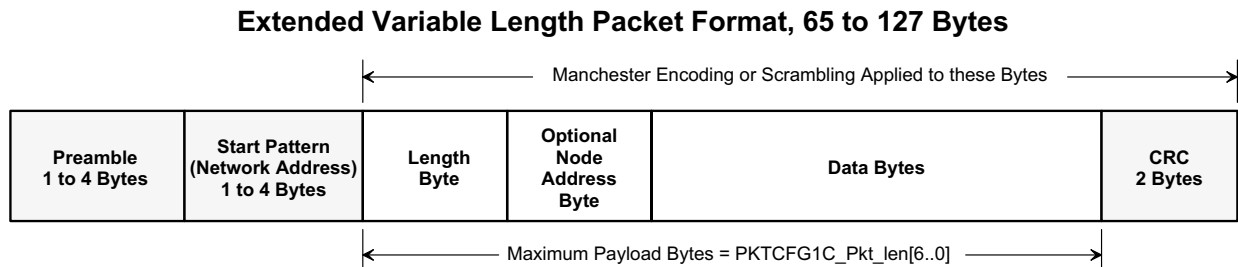 Extended Variable Length Packet Format, 65 to 127 Bytes
Manchester Encoding or Scrambling Applied to these Bytes
Preamble
1 to 4 Bytes
Start Pattern
(Network Address)
1 to 4 Bytes
Length
Byte
Optional
Node
Address
Byte
Data Bytes
CRC
2 Bytes
Maximum Payload Bytes = PKTCFG1C_Pkt_len[6..0]